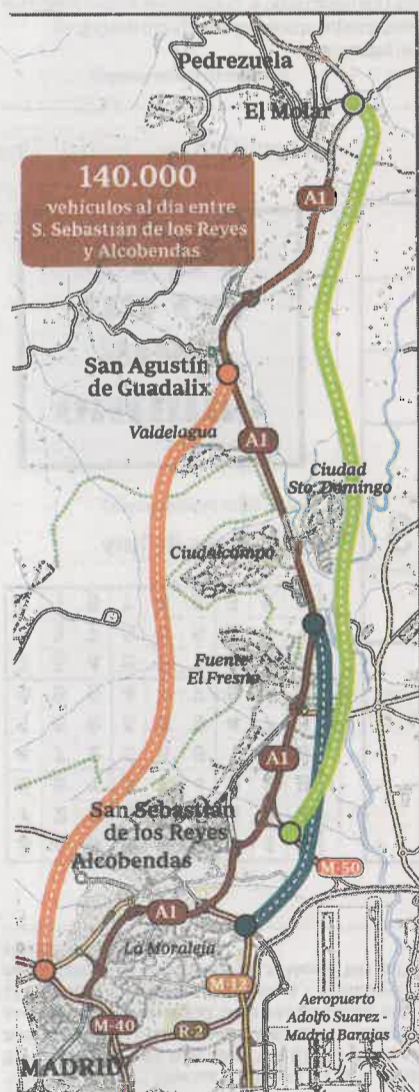 Pedrezuela
El Molar
140.000
vehículos al día entre
S. Sebastián de los Reyes
y Alcobendas
A1
San Agustín
de Guadalix
Valdelagua
A1
Ciudad
Sto. Domingo
Ciudalcampo
Fuente
El Fresno
A1
San Sebastián
de los Reyes
M-50
Alcobendas
A1
La Moraleja
M-12
Aeropuerto
Adolfo Suarez -
Madrid Barajas
M-40
R-2
MADRID